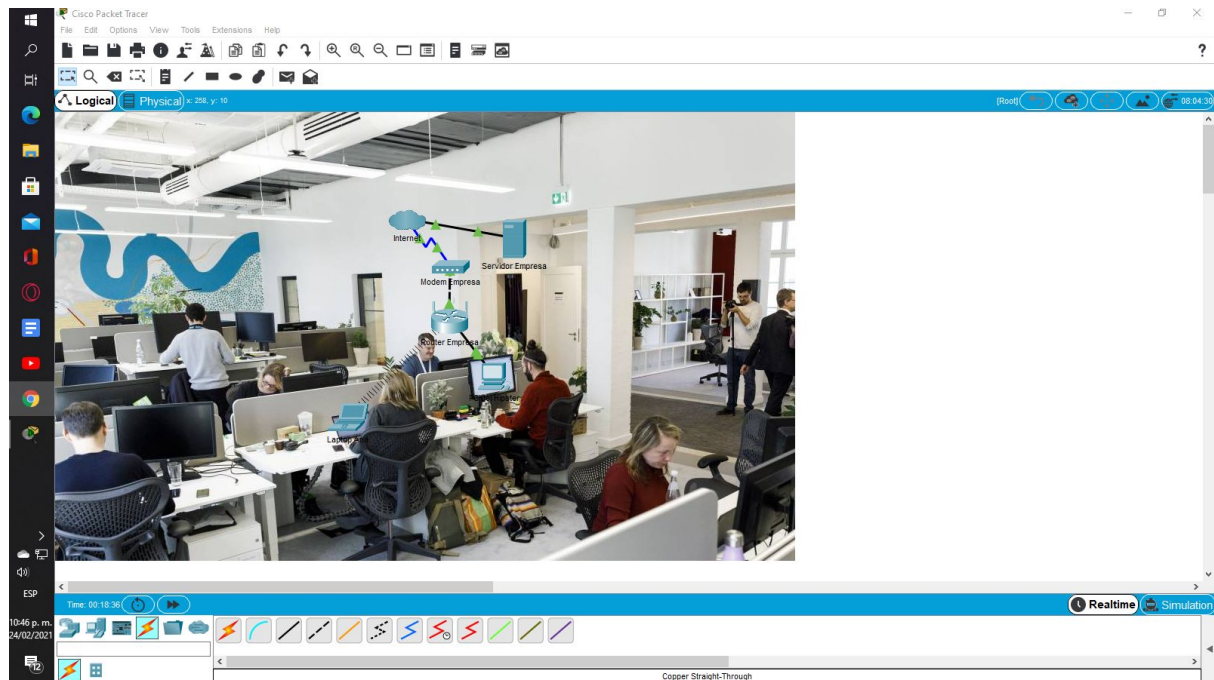 Cisco Packet Tracer
File Edit Options View Tools Extensions Help
?
Logical Physical x: 258, y: 10 [Root] 08:04:30
Internet
Servidor Empresa
Modem Empresa
Router Empresa
Laptop Ana
Time: 00:18:36 Realtime Simulation
ESP
10:46 p. m.
24/02/2021
12
Copper Straight-Through